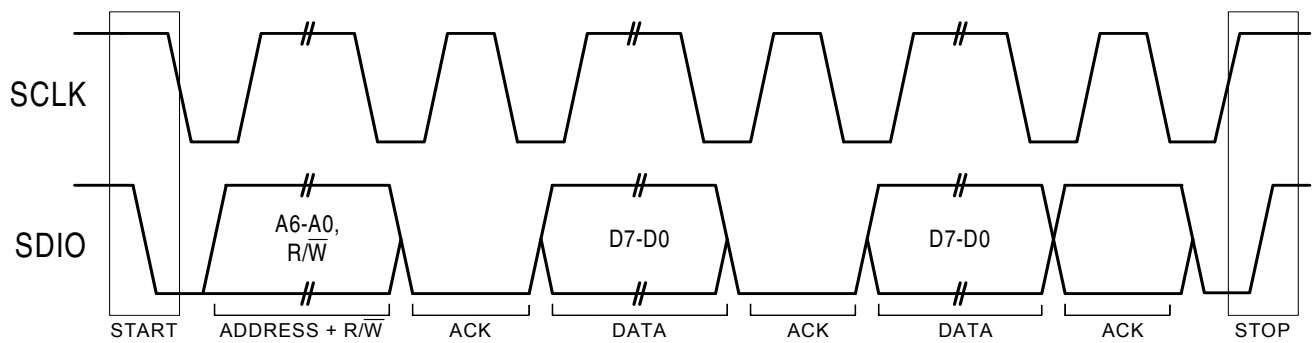 SCLK
SDIO
A6-A0,
R/W̅
D7-D0
D7-D0
START
ADDRESS + R/W̅
ACK
DATA
ACK
DATA
ACK
STOP